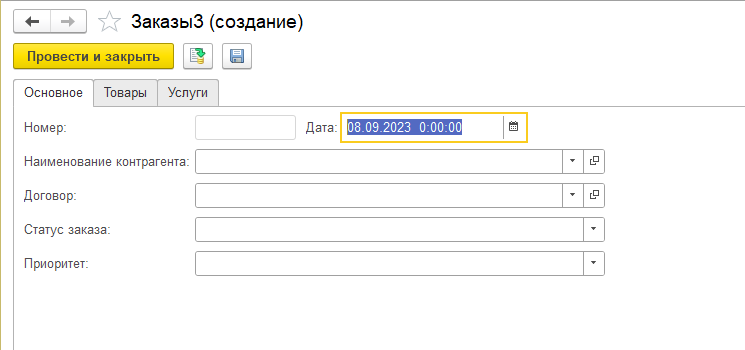 Заказы3 (создание)
Провести и закрыть
Основное Товары Услуги
Номер: Дата: 08.09.2023 0:00:00
Наименование контрагента:
Договор:
Статус заказа:
Приоритет: